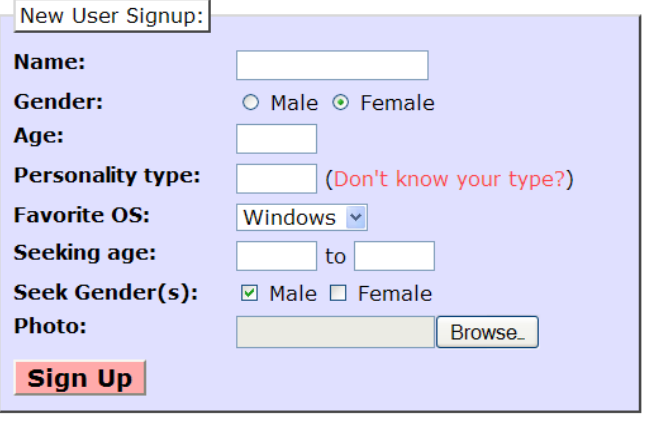 New User Signup:
Name:
Gender: Male Female
Age:
Personality type: (Don't know your type?)
Favorite OS: Windows
Seeking age: to
Seek Gender(s): Male Female
Photo: Browse...
Sign Up